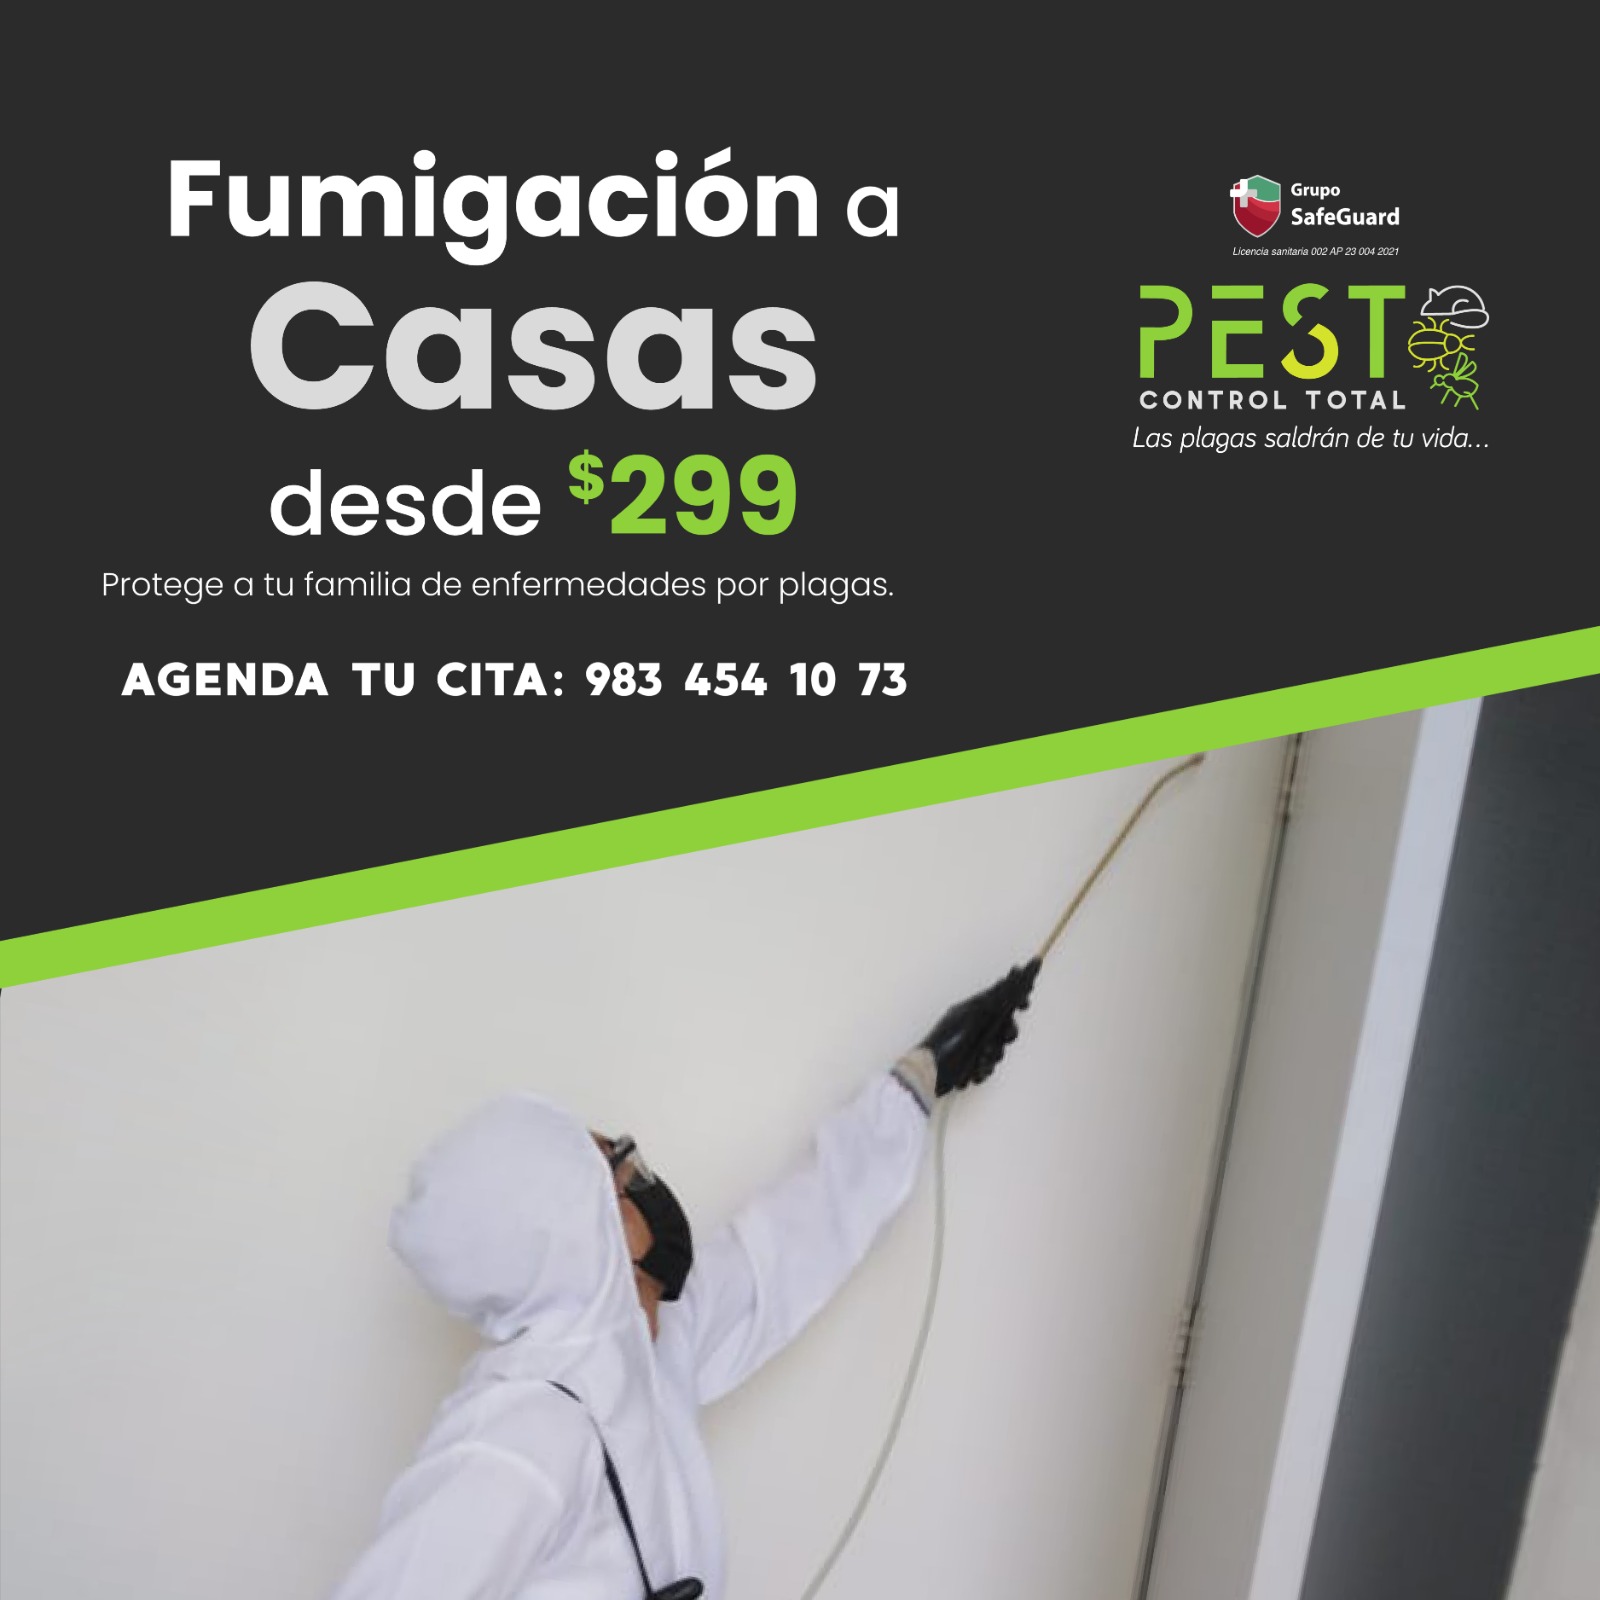 Fumigación a
Casas
desde $299
Protege a tu familia de enfermedades por plagas.
AGENDA TU CITA: 983 454 10 73
Grupo
SafeGuard
Licencia sanitaria 002 AP 23 004 2021
PEST
CONTROL TOTAL
Las plagas saldrán de tu vida...